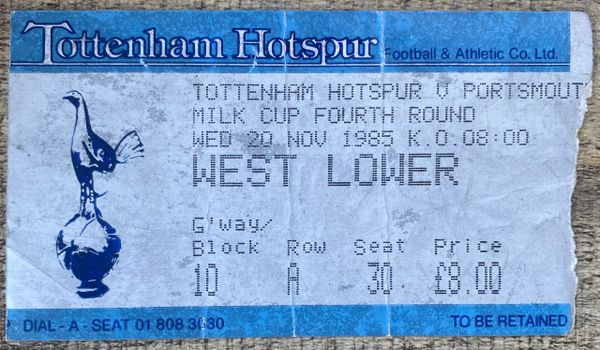 Tottenham Hotspur Football & Athletic Co. Ltd.
TOTTENHAM HOTSPUR V PORTSMOUT
MILK CUP FOURTH ROUND
WED 20 NOV 1985 K.O.08:00
WEST LOWER
G'way/
Block Row Seat Price
10 A 30 £8.00
DIAL - A - SEAT 01 808 3030 TO BE RETAINED